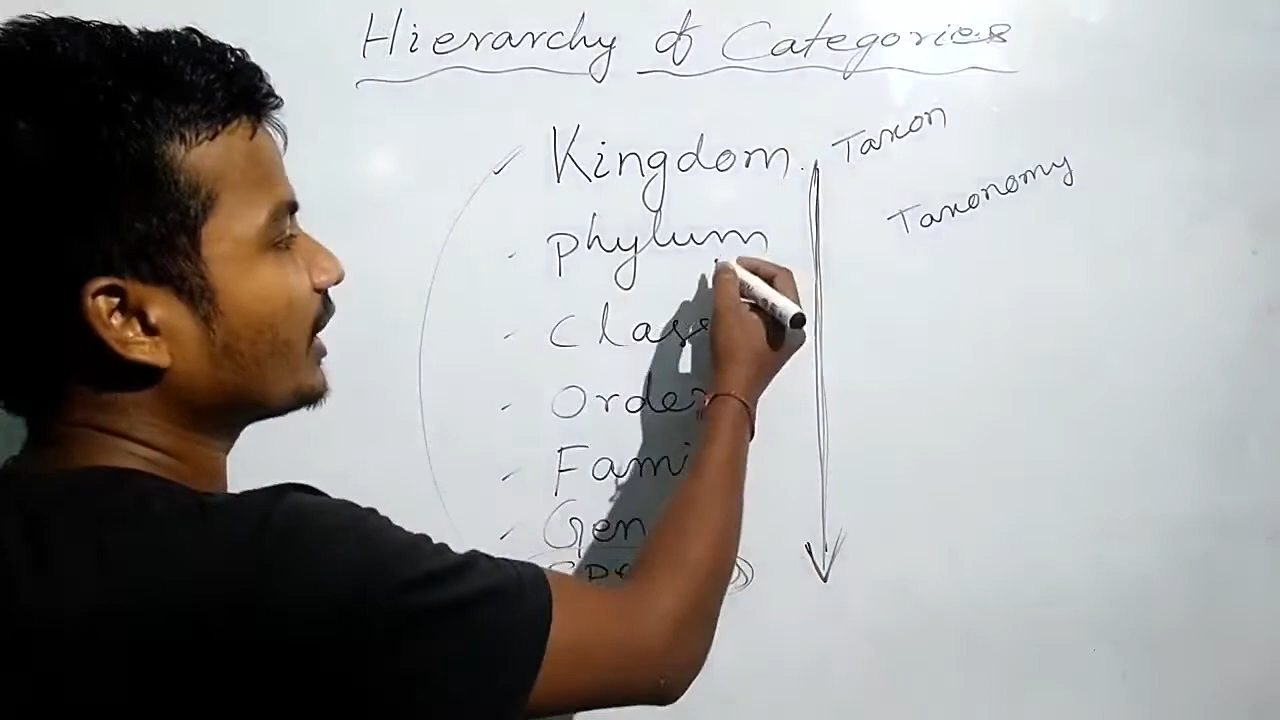 Hierarchy of Categories
Kingdom.
Taxon
Taxonomy
phylum
Class
Order
Fami
Gen